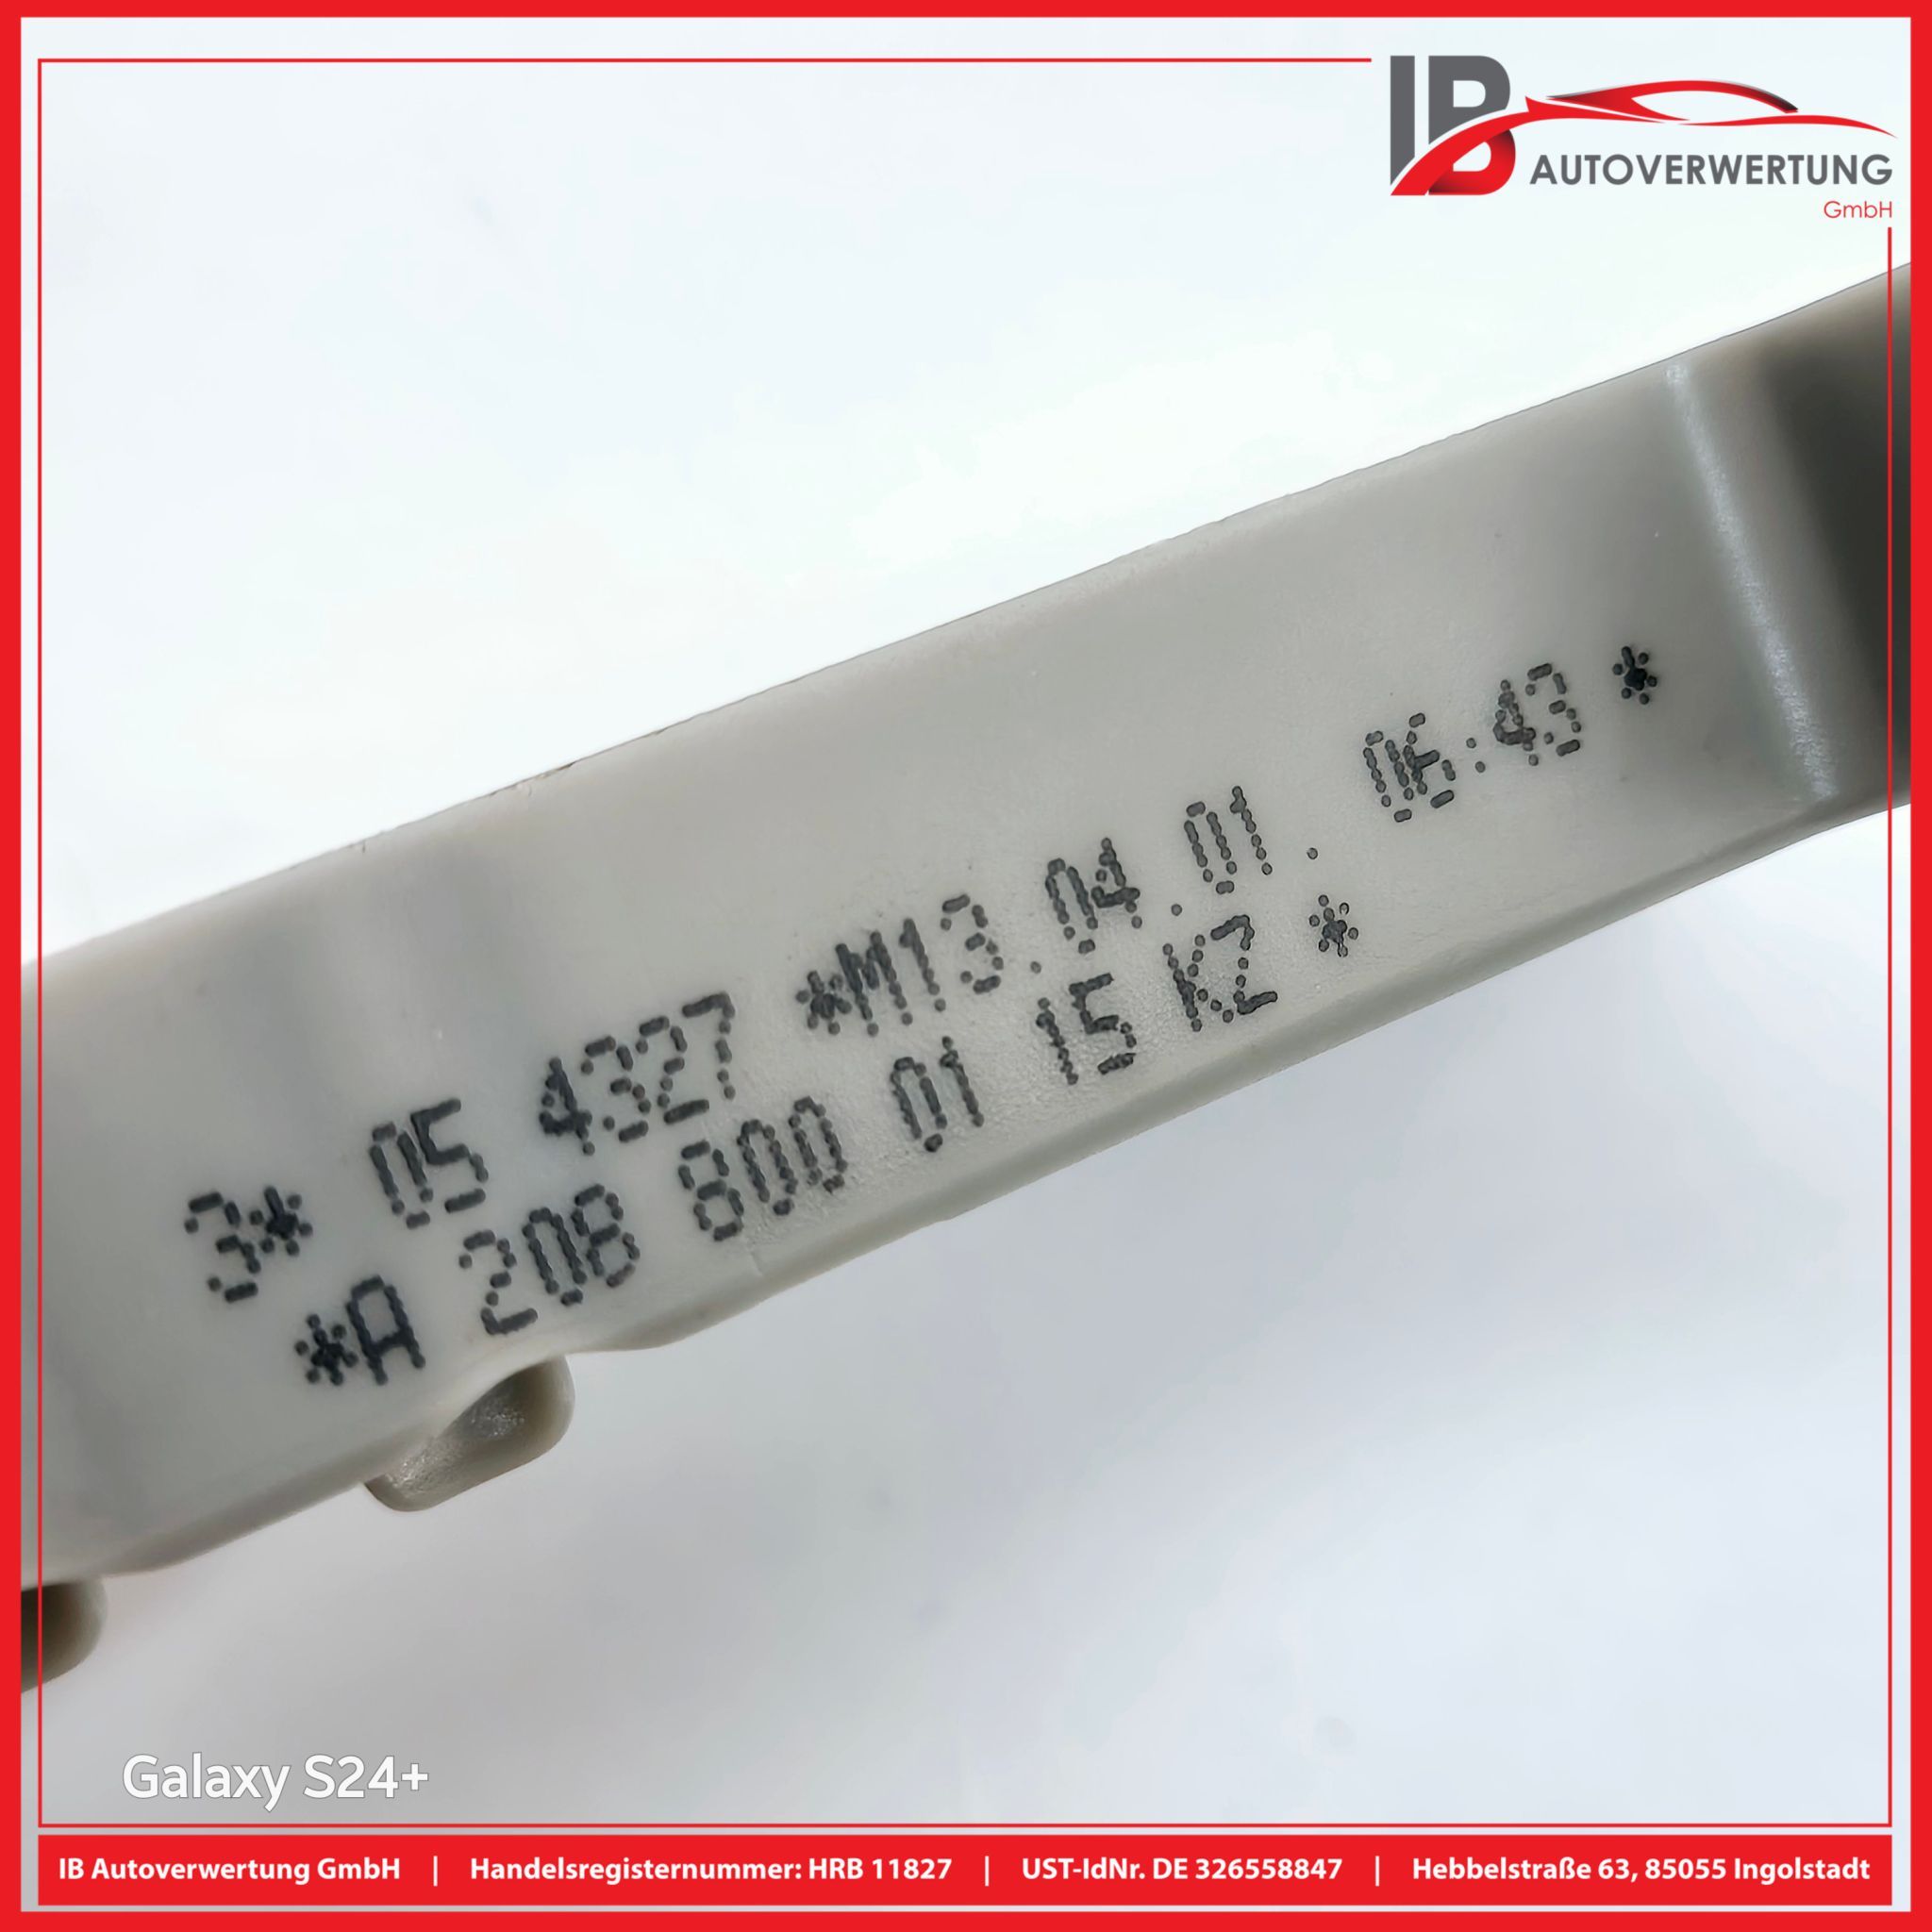 IB
AUTOVERWERTUNG
GmbH
3* 05 4327 *M13.04.01. 06:43 *
*A 208 800 01 15 KZ *
Galaxy S24+
IB Autoverwertung GmbH | Handelsregisternummer: HRB 11827 | UST-IdNr. DE 326558847 | Hebbelstraße 63, 85055 Ingolstadt